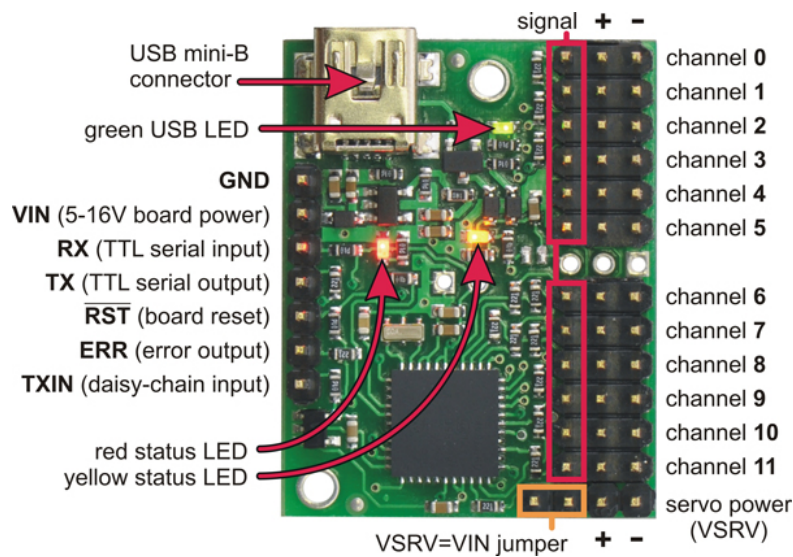 signal + −
USB mini-B
connector
green USB LED
GND
VIN (5-16V board power)
RX (TTL serial input)
TX (TTL serial output)
RST (board reset)
ERR (error output)
TXIN (daisy-chain input)
red status LED
yellow status LED
channel 0
channel 1
channel 2
channel 3
channel 4
channel 5
channel 6
channel 7
channel 8
channel 9
channel 10
channel 11
servo power
(VSRV)
VSRV=VIN jumper + −